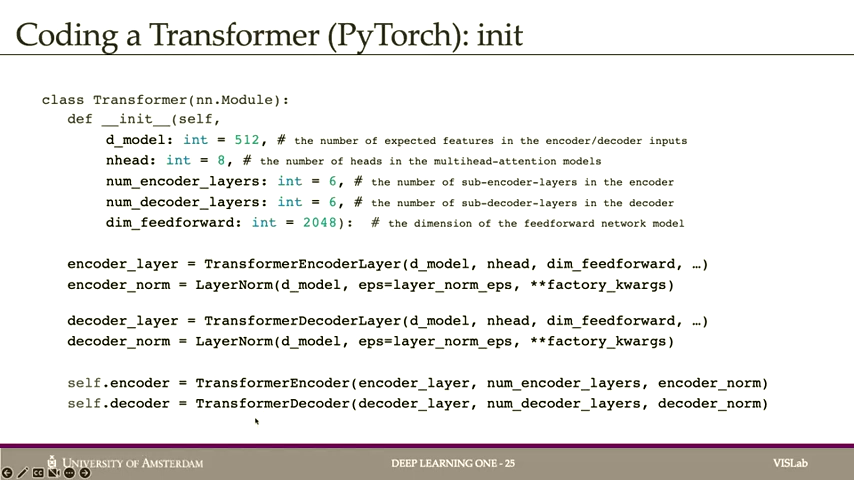 Coding a Transformer (PyTorch): init
class Transformer(nn.Module):
def __init__(self,
d_model: int = 512, # the number of expected features in the encoder/decoder inputs
nhead: int = 8, # the number of heads in the multihead-attention models
num_encoder_layers: int = 6, # the number of sub-encoder-layers in the encoder
num_decoder_layers: int = 6, # the number of sub-decoder-layers in the decoder
dim_feedforward: int = 2048): # the dimension of the feedforward network model
encoder_layer = TransformerEncoderLayer(d_model, nhead, dim_feedforward, …)
encoder_norm = LayerNorm(d_model, eps=layer_norm_eps, **factory_kwargs)
decoder_layer = TransformerDecoderLayer(d_model, nhead, dim_feedforward, …)
decoder_norm = LayerNorm(d_model, eps=layer_norm_eps, **factory_kwargs)
self.encoder = TransformerEncoder(encoder_layer, num_encoder_layers, encoder_norm)
self.decoder = TransformerDecoder(decoder_layer, num_decoder_layers, decoder_norm)
UNIVERSITY OF AMSTERDAM
DEEP LEARNING ONE - 25
VISLab